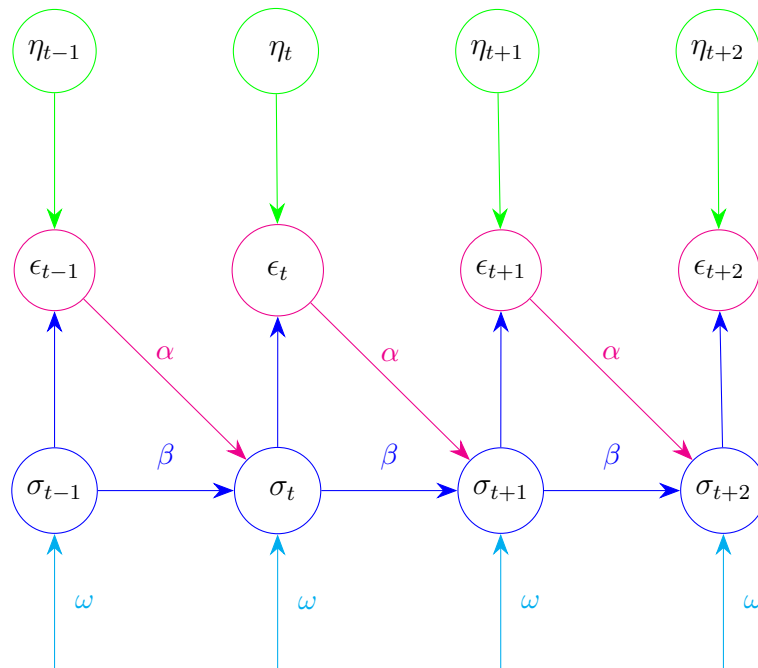 η_{t−1} η_t η_{t+1} η_{t+2}
ϵ_{t−1} ϵ_t ϵ_{t+1} ϵ_{t+2}
α α α
β β β
σ_{t−1} σ_t σ_{t+1} σ_{t+2}
ω ω ω ω